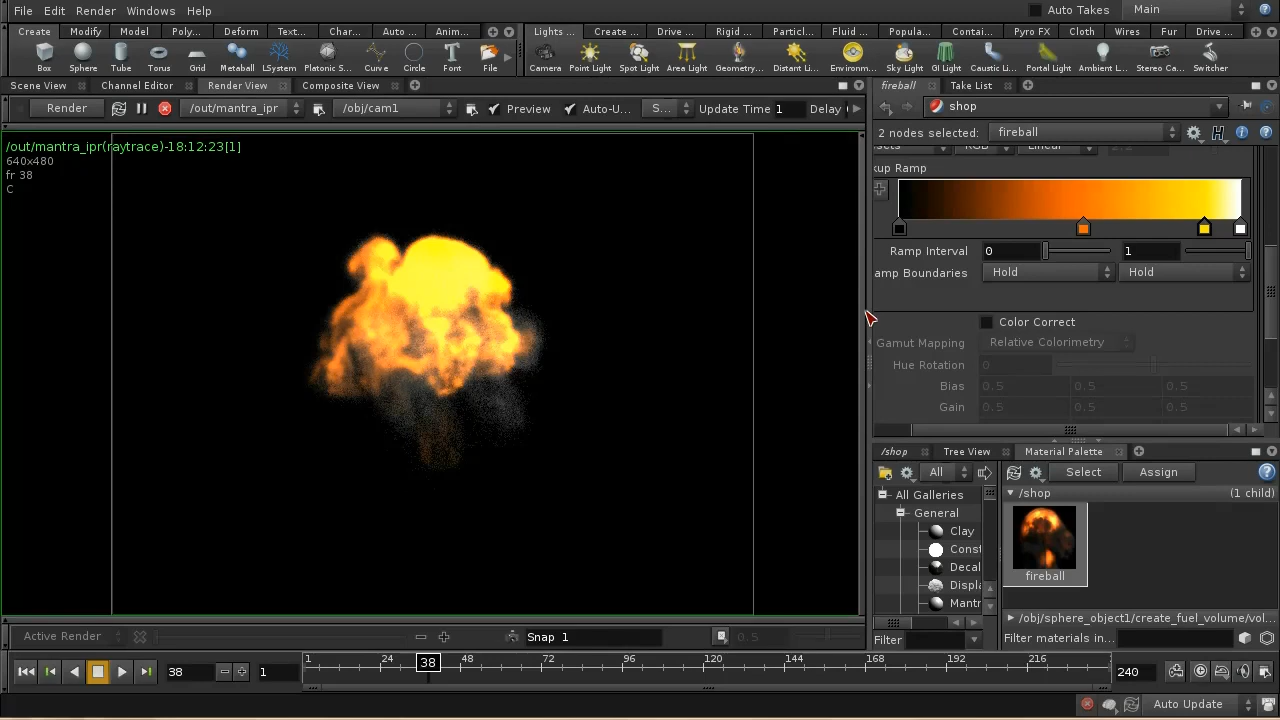 File Edit Render Windows Help Auto Takes Main
Create Modify Model Poly... Deform Text... Char... Auto ... Anim... Lights ... Create ... Drive ... Rigid ... Particl... Fluid ... Popula... Contai... Pyro FX Cloth Wires Fur Drive ...
Box Sphere Tube Torus Grid Metaball LSystem Platonic S... Curve Circle Font File Camera Point Light Spot Light Area Light Geometry... Distant Li... Environm... Sky Light GI Light Caustic Li... Portal Light Ambient L... Stereo Ca... Switcher
Scene View Channel Editor Render View Composite View fireball Take List
Render /out/mantra_ipr /obj/cam1 Preview Auto-U... S... Update Time 1 Delay shop
2 nodes selected: fireball
/out/mantra_ipr(raytrace)-18:12:23[1]
640x480
fr 38
C
RGB Linear
kup Ramp
Ramp Interval 0 1
amp Boundaries Hold Hold
Color Correct
Gamut Mapping Relative Colorimetry
Hue Rotation 0
Bias 0.5 0.5 0.5
Gain 0.5 0.5 0.5
/shop Tree View Material Palette
All Select Assign
All Galleries /shop (1 child)
General
Clay
Const
Decal
Displa
Mantr
fireball
/obj/sphere_object1/create_fuel_volume/vol...
Filter Filter materials in...
Active Render Snap 1 0.5
38 1 1 24 38 48 72 96 120 144 168 192 216 240
Auto Update